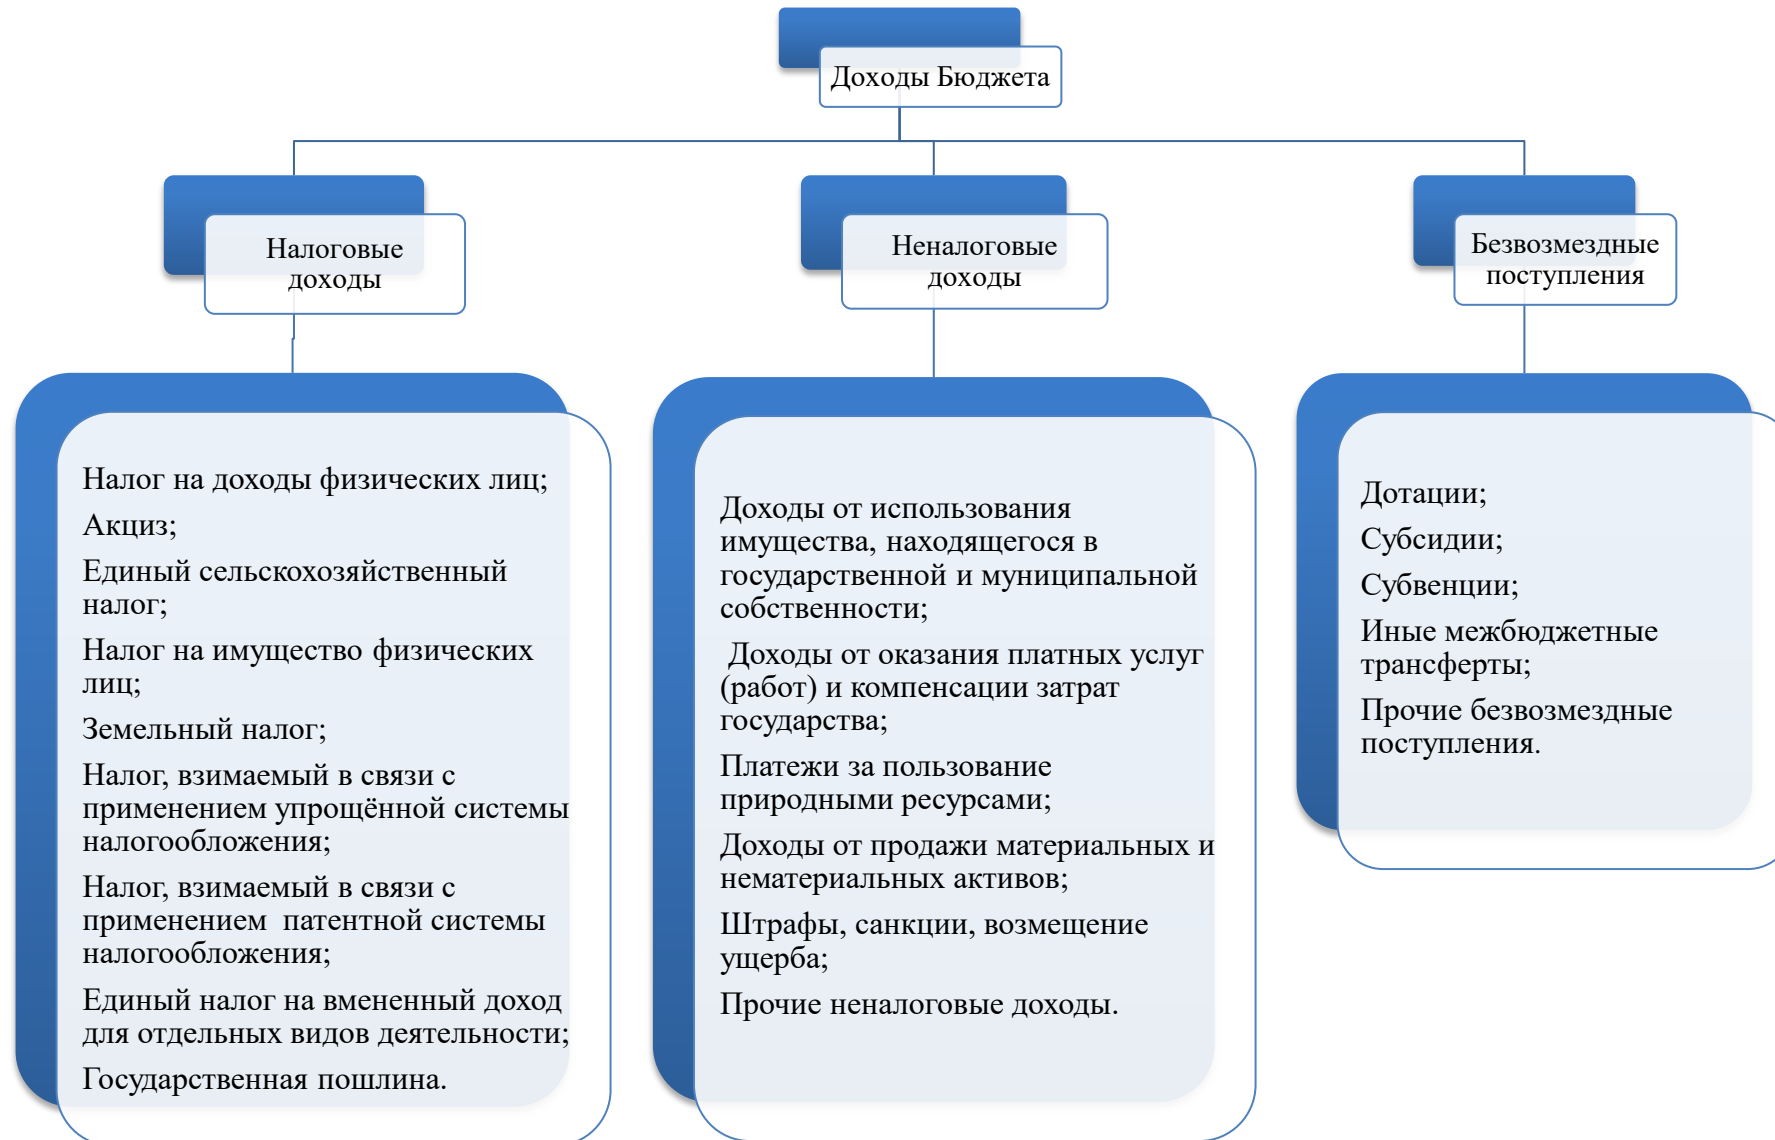 Доходы Бюджета
Налоговые
доходы
Неналоговые
доходы
Безвозмездные
поступления
Налог на доходы физических лиц;
Акциз;
Единый сельскохозяйственный
налог;
Налог на имущество физических
лиц;
Земельный налог;
Налог, взимаемый в связи с
применением упрощённой системы
налогообложения;
Налог, взимаемый в связи с
применением  патентной системы
налогообложения;
Единый налог на вмененный доход
для отдельных видов деятельности;
Государственная пошлина.
Доходы от использования
имущества, находящегося в
государственной и муниципальной
собственности;
Доходы от оказания платных услуг
(работ) и компенсации затрат
государства;
Платежи за пользование
природными ресурсами;
Доходы от продажи материальных и
нематериальных активов;
Штрафы, санкции, возмещение
ущерба;
Прочие неналоговые доходы.
Дотации;
Субсидии;
Субвенции;
Иные межбюджетные
трансферты;
Прочие безвозмездные
поступления.